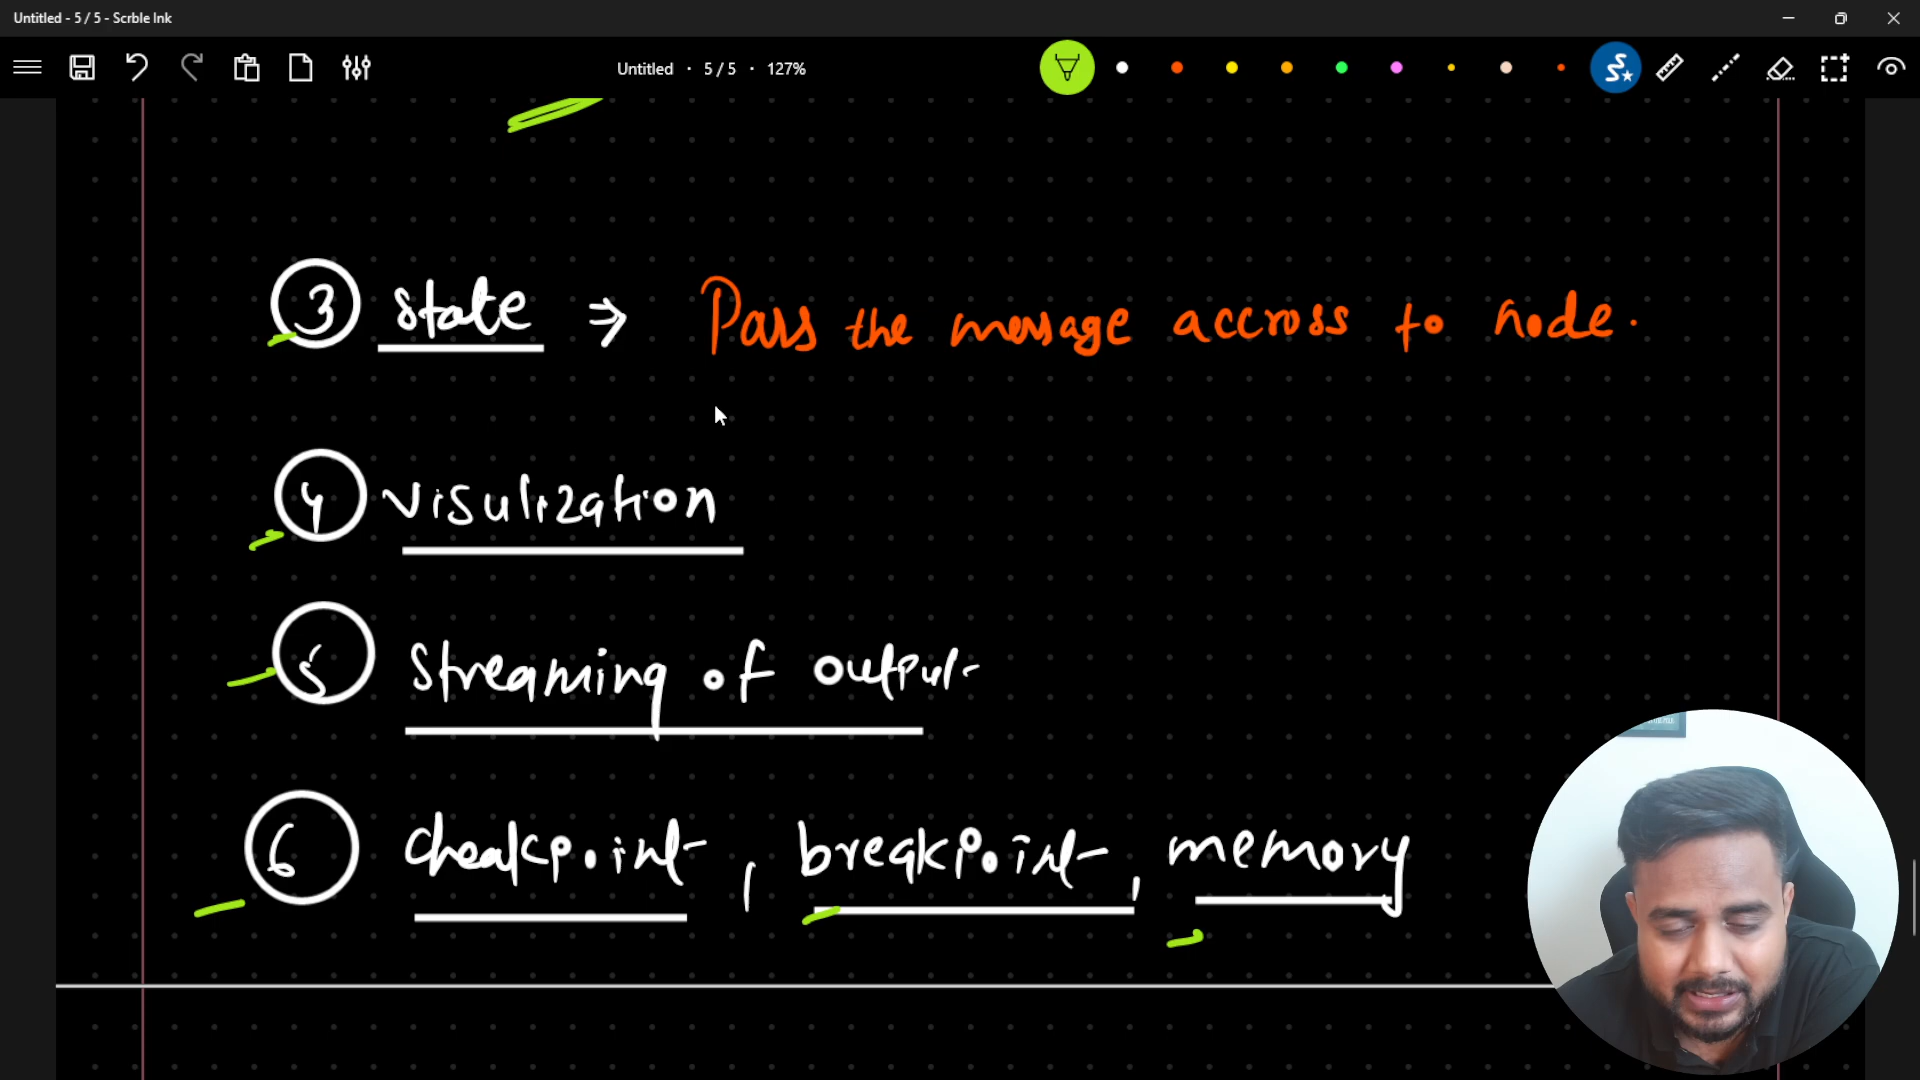 Untitled - 5 / 5 - Scrble Ink
Untitled · 5 / 5 · 127%
3 state ⇒ Pass the message accross to node.
4 visulization
5 streaming of output
6 cheakpoint, breakpoint, memory